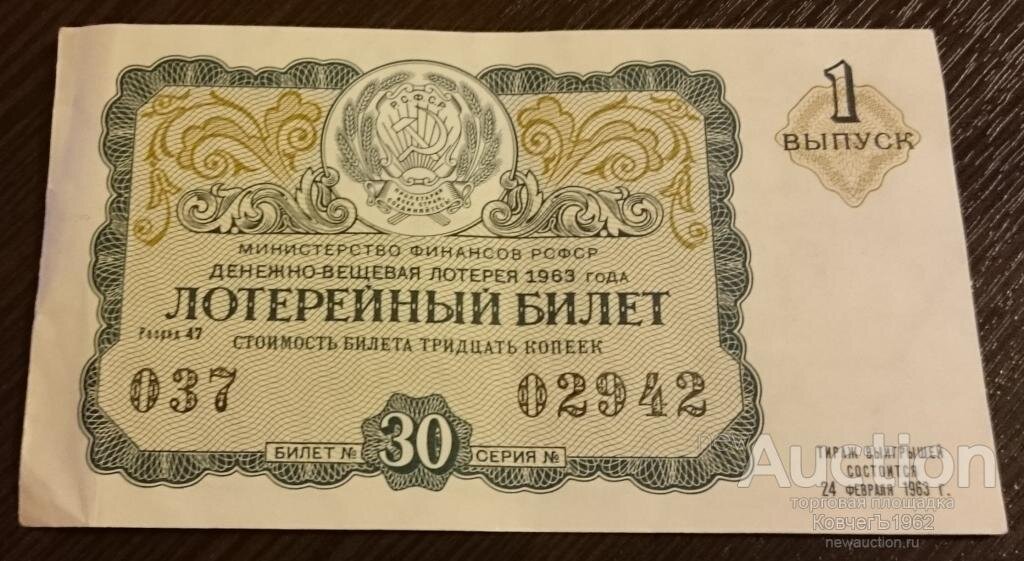 1
ВЫПУСК
РСФСР
МИНИСТЕРСТВО ФИНАНСОВ РСФСР
ДЕНЕЖНО-ВЕЩЕВАЯ ЛОТЕРЕЯ 1963 ГОДА
ЛОТЕРЕЙНЫЙ БИЛЕТ
Разряд 47
СТОИМОСТЬ БИЛЕТА ТРИДЦАТЬ КОПЕЕК
037 02942
БИЛЕТ № 30 СЕРИЯ №
ТИРАЖ ВЫИГРЫШЕЙ
СОСТОИТСЯ
24 ФЕВРАЛЯ 1963 г.
Auction
торговая площадка
КовчегЪ1962
newauction.ru